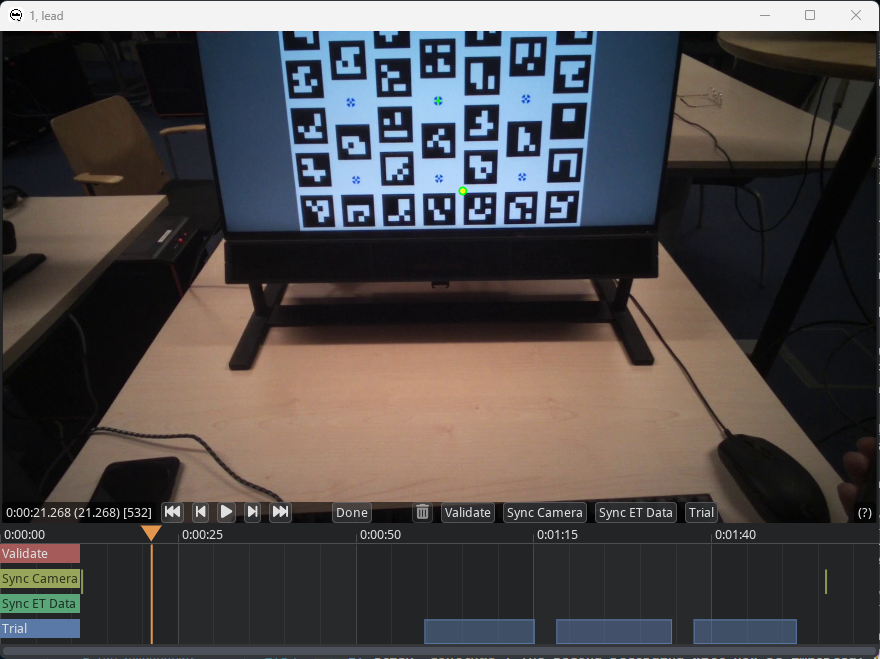 1, lead
0:00:21.268 (21.268) [532]
Done
Validate
Sync Camera
Sync ET Data
Trial
(?)
0:00:00
0:00:25
0:00:50
0:01:15
0:01:40
Validate
Sync Camera
Sync ET Data
Trial